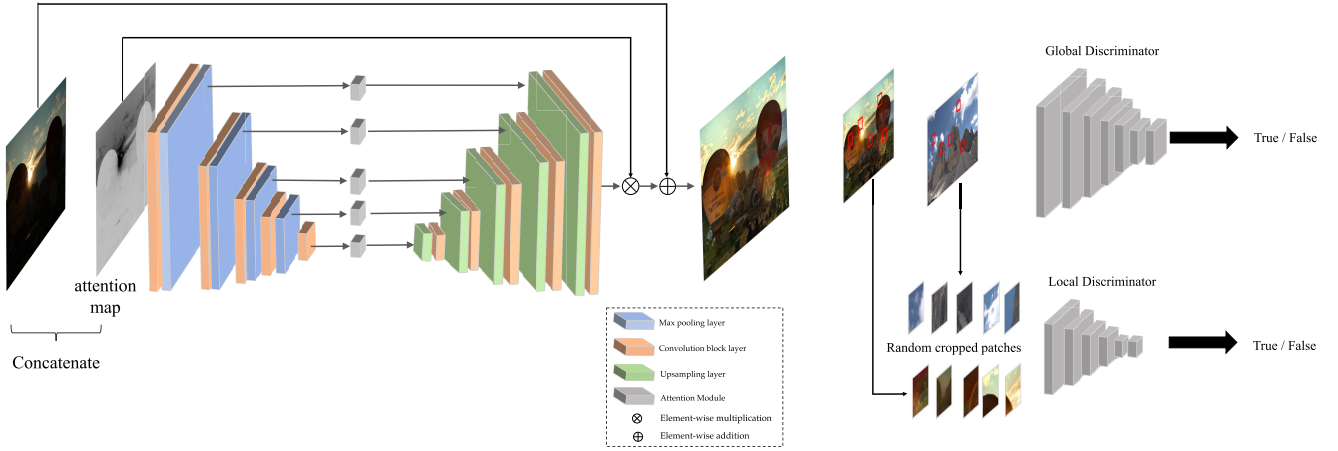 attention
map
Concatenate
Max pooling layer
Convolution block layer
Upsampling layer
Attention Module
Element-wise multiplication
Element-wise addition
Global Discriminator
True / False
Local Discriminator
Random cropped patches
True / False